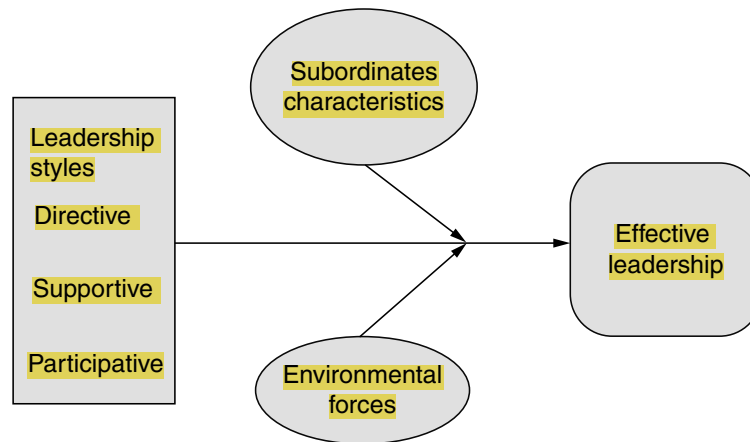 Subordinates
characteristics
Leadership
styles
Directive
Supportive
Participative
Effective
leadership
Environmental
forces